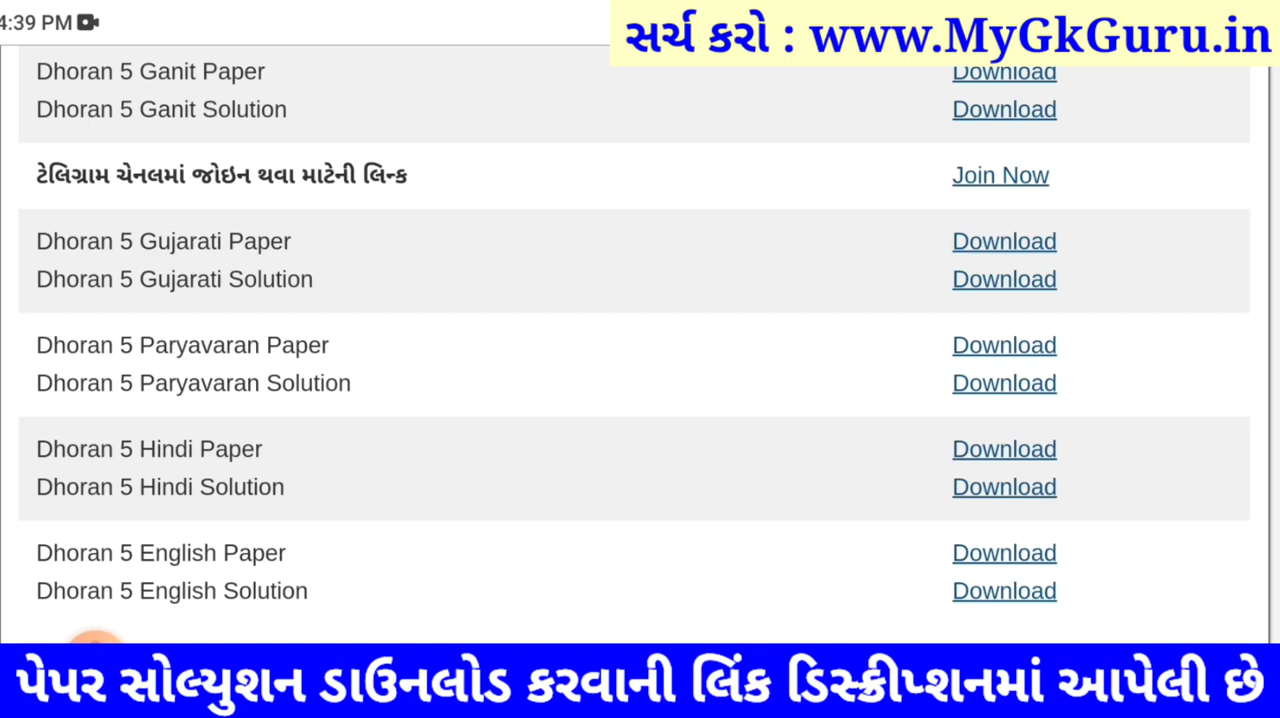 4:39 PM
સર્ચ કરો : www.MyGkGuru.in
Dhoran 5 Ganit Paper Download
Dhoran 5 Ganit Solution Download
ટેલિગ્રામ ચેનલમાં જોઇન થવા માટેની લિન્ક Join Now
Dhoran 5 Gujarati Paper Download
Dhoran 5 Gujarati Solution Download
Dhoran 5 Paryavaran Paper Download
Dhoran 5 Paryavaran Solution Download
Dhoran 5 Hindi Paper Download
Dhoran 5 Hindi Solution Download
Dhoran 5 English Paper Download
Dhoran 5 English Solution Download
પેપર સોલ્યુશન ડાઉનલોડ કરવાની લિંક ડિસ્ક્રીપ્શનમાં આપેલી છે